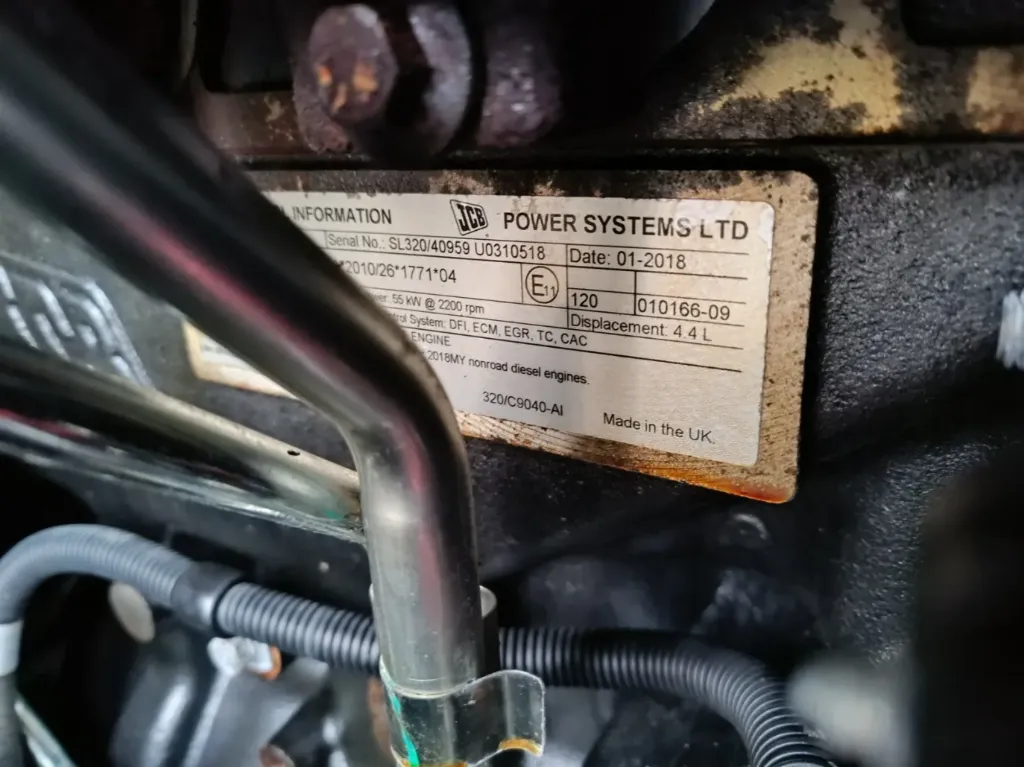 INFORMATION JCB POWER SYSTEMS LTD
Serial No.: SL320/40959 U0310518 Date: 01-2018
*2010/26*1771*04 E11
120 010166-09
55 kW @ 2200 rpm Displacement: 4.4 L
System: DFI, ECM, EGR, TC, CAC
ENGINE
2018MY nonroad diesel engines.
320/C9040-AI Made in the UK.